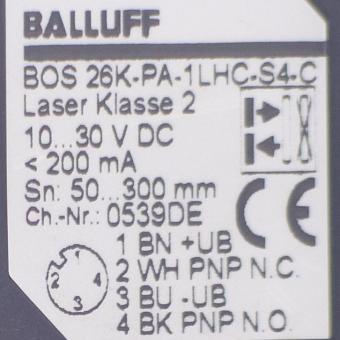 BALLUFF
BOS 26K-PA-1LHC-S4-C
Laser Klasse 2
10...30 V DC
< 200 mA
Sn: 50...300 mm
Ch.-Nr.: 0539DE
CE
1 2 3 4
1 BN +UB
2 WH PNP N.C.
3 BU -UB
4 BK PNP N.O.